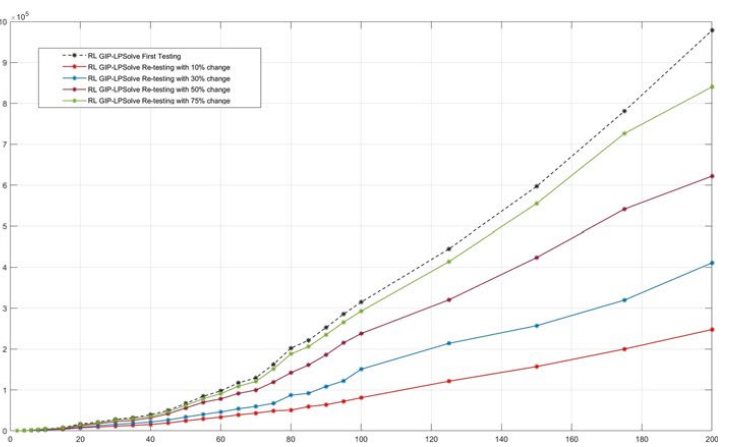 ×10⁵
10
9
8
7
6
5
4
3
2
1
0
RL GIP-LPSolve First Testing
RL GIP-LPSolve Re-testing with 10% change
RL GIP-LPSolve Re-testing with 30% change
RL GIP-LPSolve Re-testing with 50% change
RL GIP-LPSolve Re-testing with 75% change
0 20 40 60 80 100 120 140 160 180 200